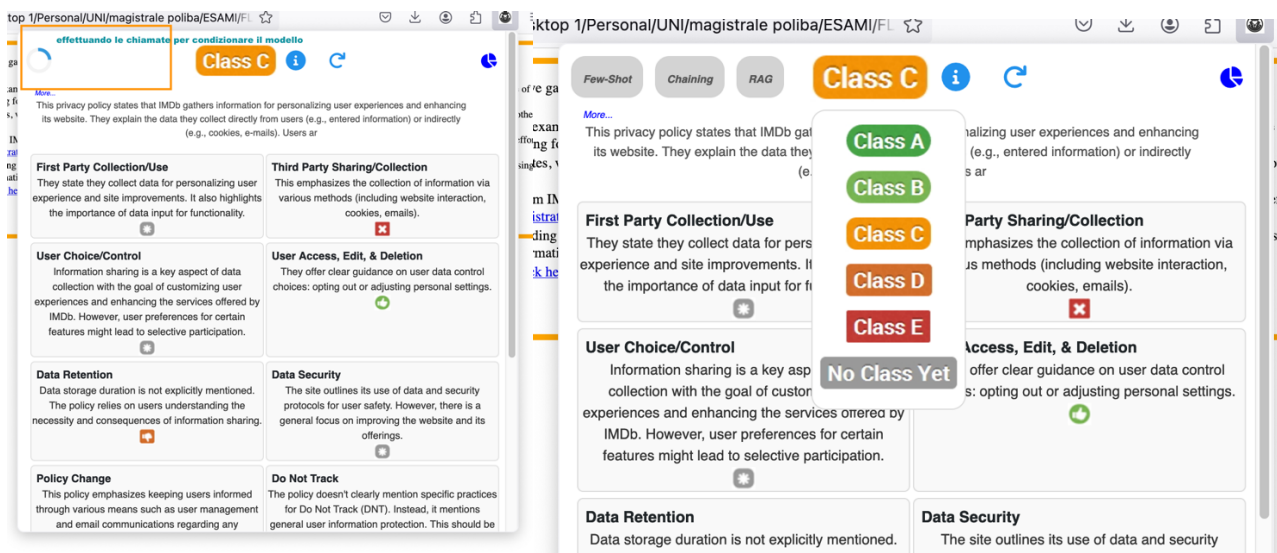 top 1/Personal/UNI/magistrale poliba/ESAMI/FL
effettuando le chiamate per condizionare il modello
Class C
More...
This privacy policy states that IMDb gathers information for personalizing user experiences and enhancing
its website. They explain the data they collect directly from users (e.g., entered information) or indirectly
(e.g., cookies, e-mails). Users ar
First Party Collection/Use
They state they collect data for personalizing user
experience and site improvements. It also highlights
the importance of data input for functionality.
Third Party Sharing/Collection
This emphasizes the collection of information via
various methods (including website interaction,
cookies, emails).
User Choice/Control
Information sharing is a key aspect of data
collection with the goal of customizing user
experiences and enhancing the services offered by
IMDb. However, user preferences for certain
features might lead to selective participation.
User Access, Edit, & Deletion
They offer clear guidance on user data control
choices: opting out or adjusting personal settings.
Data Retention
Data storage duration is not explicitly mentioned.
The policy relies on users understanding the
necessity and consequences of information sharing.
Data Security
The site outlines its use of data and security
protocols for user safety. However, there is a
general focus on improving the website and its
offerings.
Policy Change
This policy emphasizes keeping users informed
through various means such as user management
and email communications regarding any
Do Not Track
The policy doesn't clearly mention specific practices
for Do Not Track (DNT). Instead, it mentions
general user information protection. This should be
ktop 1/Personal/UNI/magistrale poliba/ESAMI/FL
Few-Shot
Chaining
RAG
Class C
More...
This privacy policy states that IMDb gat
nalizing user experiences and enhancing
its website. They explain the data they
(e.g., entered information) or indirectly
(e.
s ar
Class A
Class B
Class C
Class D
Class E
No Class Yet
First Party Collection/Use
They state they collect data for pers
experience and site improvements. It
the importance of data input for fu
Party Sharing/Collection
mphasizes the collection of information via
us methods (including website interaction,
cookies, emails).
User Choice/Control
Information sharing is a key asp
collection with the goal of custon
experiences and enhancing the services offered by
IMDb. However, user preferences for certain
features might lead to selective participation.
Access, Edit, & Deletion
offer clear guidance on user data control
s: opting out or adjusting personal settings.
Data Retention
Data storage duration is not explicitly mentioned.
Data Security
The site outlines its use of data and security